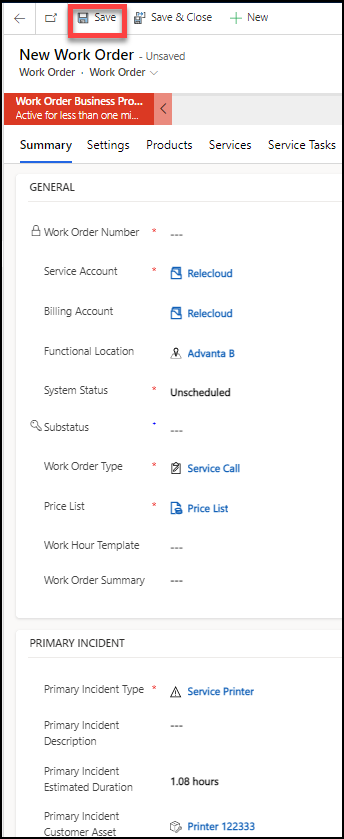 Save Save & Close New
New Work Order - Unsaved
Work Order · Work Order
Work Order Business Pro...
Active for less than one mi...
Summary Settings Products Services Service Tasks
GENERAL
Work Order Number * ---
Service Account * Relecloud
Billing Account Relecloud
Functional Location Advanta B
System Status * Unscheduled
Substatus * ---
Work Order Type * Service Call
Price List * Price List
Work Hour Template ---
Work Order Summary ---
PRIMARY INCIDENT
Primary Incident Type * Service Printer
Primary Incident ---
Description
Primary Incident
Estimated Duration 1.08 hours
Primary Incident
Customer Asset Printer 122333